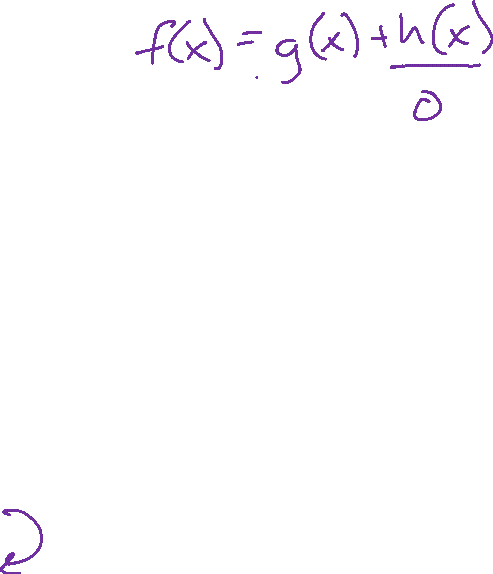 f(x) = g(x) + h(x)
0